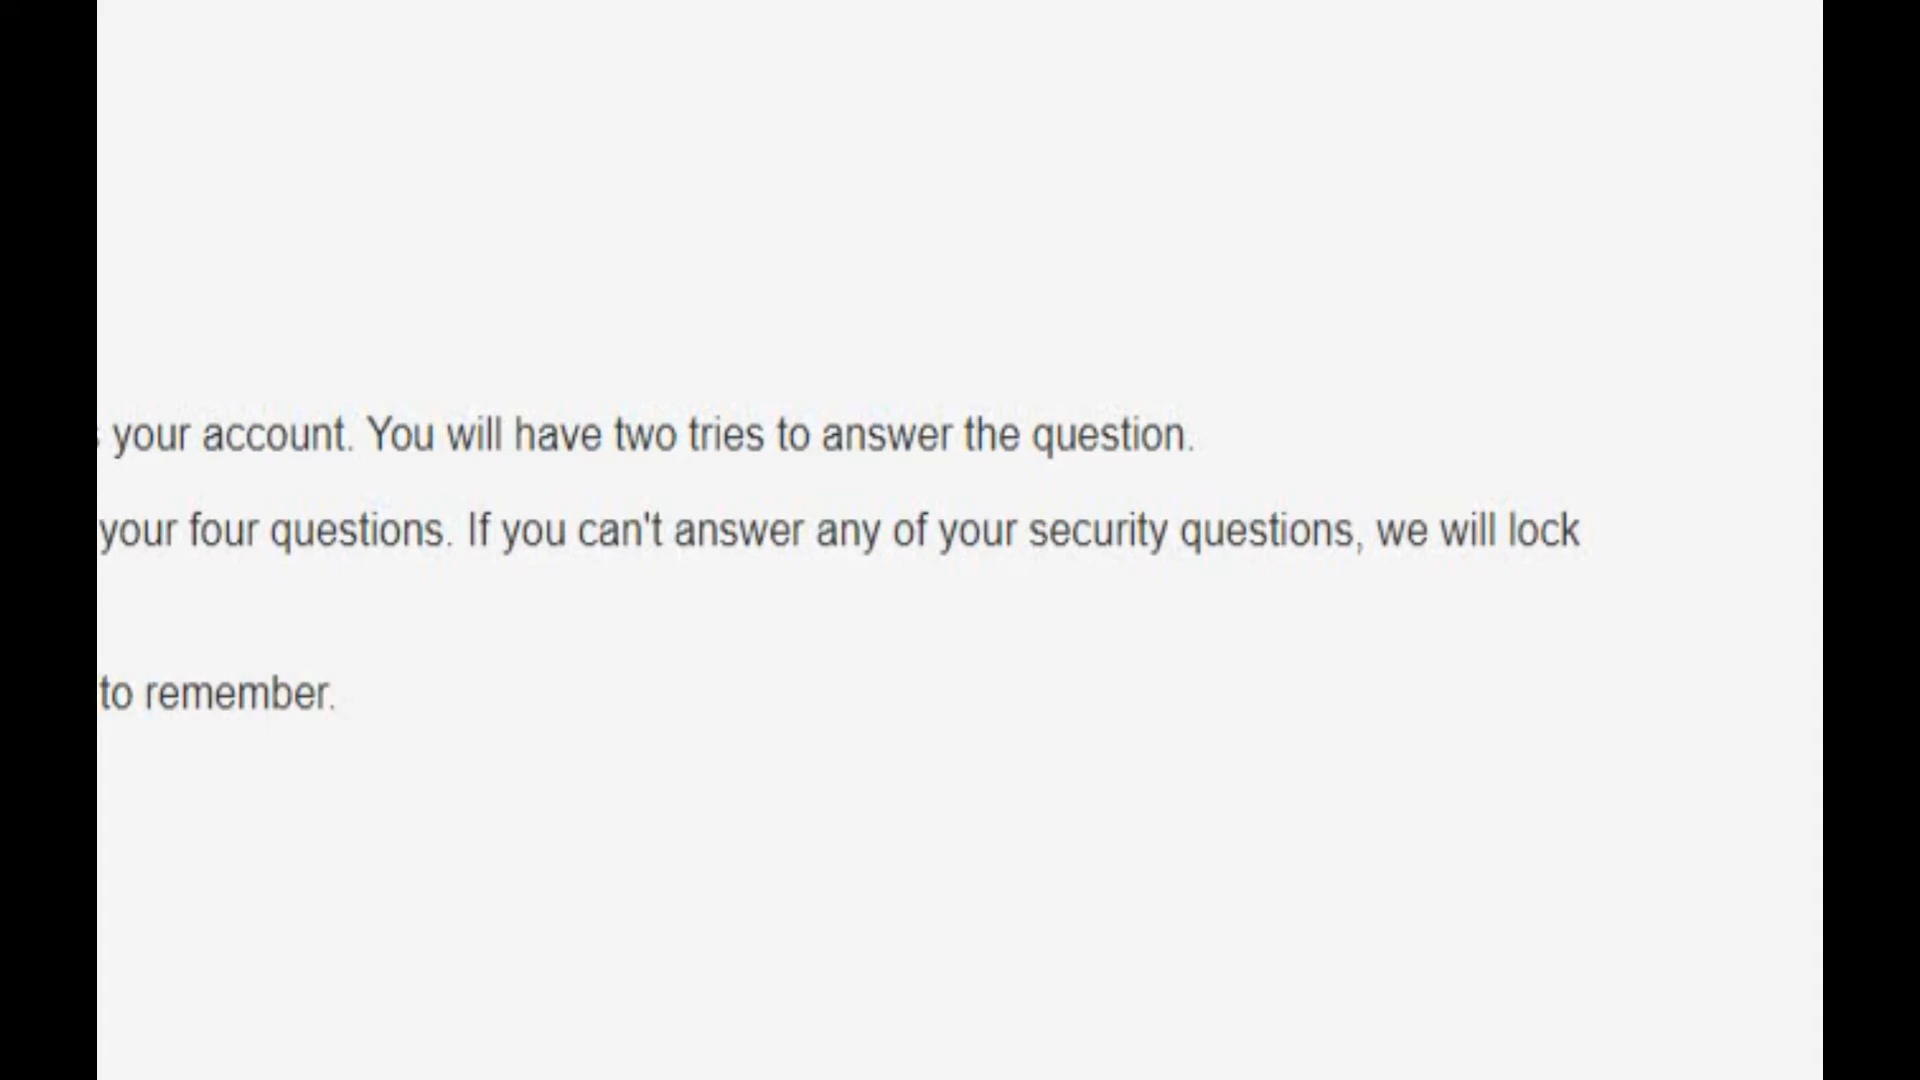 your account. You will have two tries to answer the question.
your four questions. If you can't answer any of your security questions, we will lock
to remember.